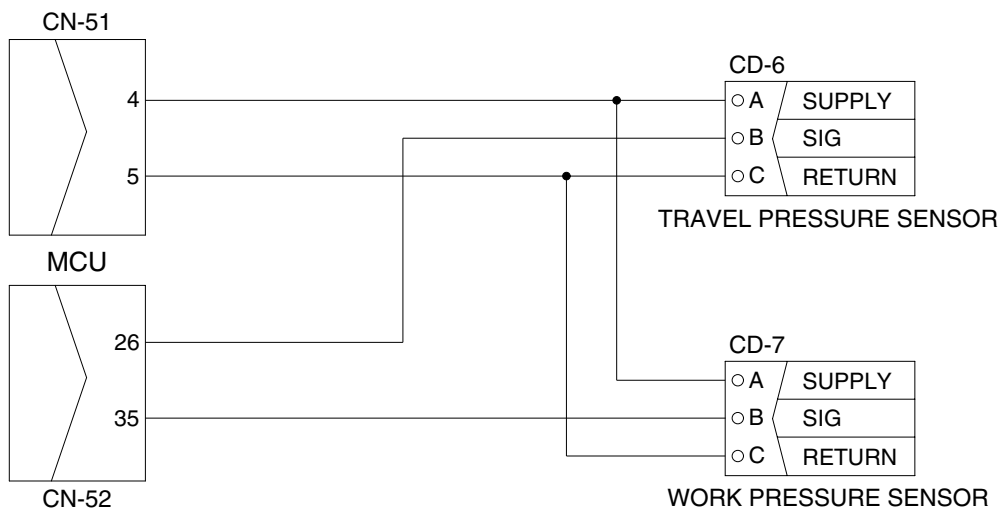 CN-51
4
5
MCU
26
35
CN-52
CD-6
A SUPPLY
B SIG
C RETURN
TRAVEL PRESSURE SENSOR
CD-7
A SUPPLY
B SIG
C RETURN
WORK PRESSURE SENSOR